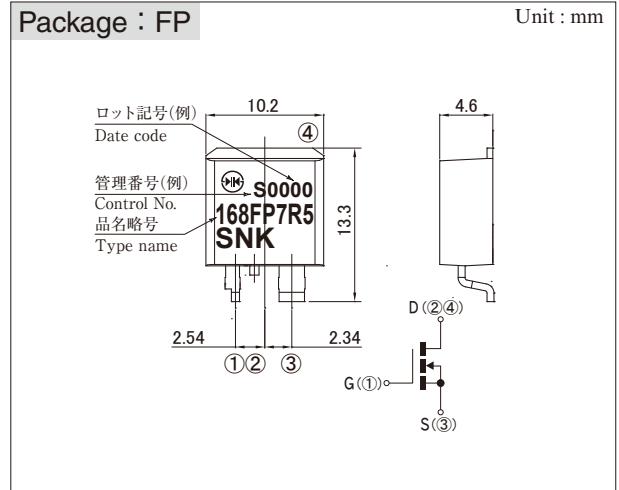 Package：FP
Unit : mm
ロット記号(例)
Date code
10.2
④
4.6
管理番号(例)
Control No.
品名略号
Type name
S0000
168FP7R5
SNK
13.3
2.54
①② ③
2.34
D(②④)
G(①)
S(③)